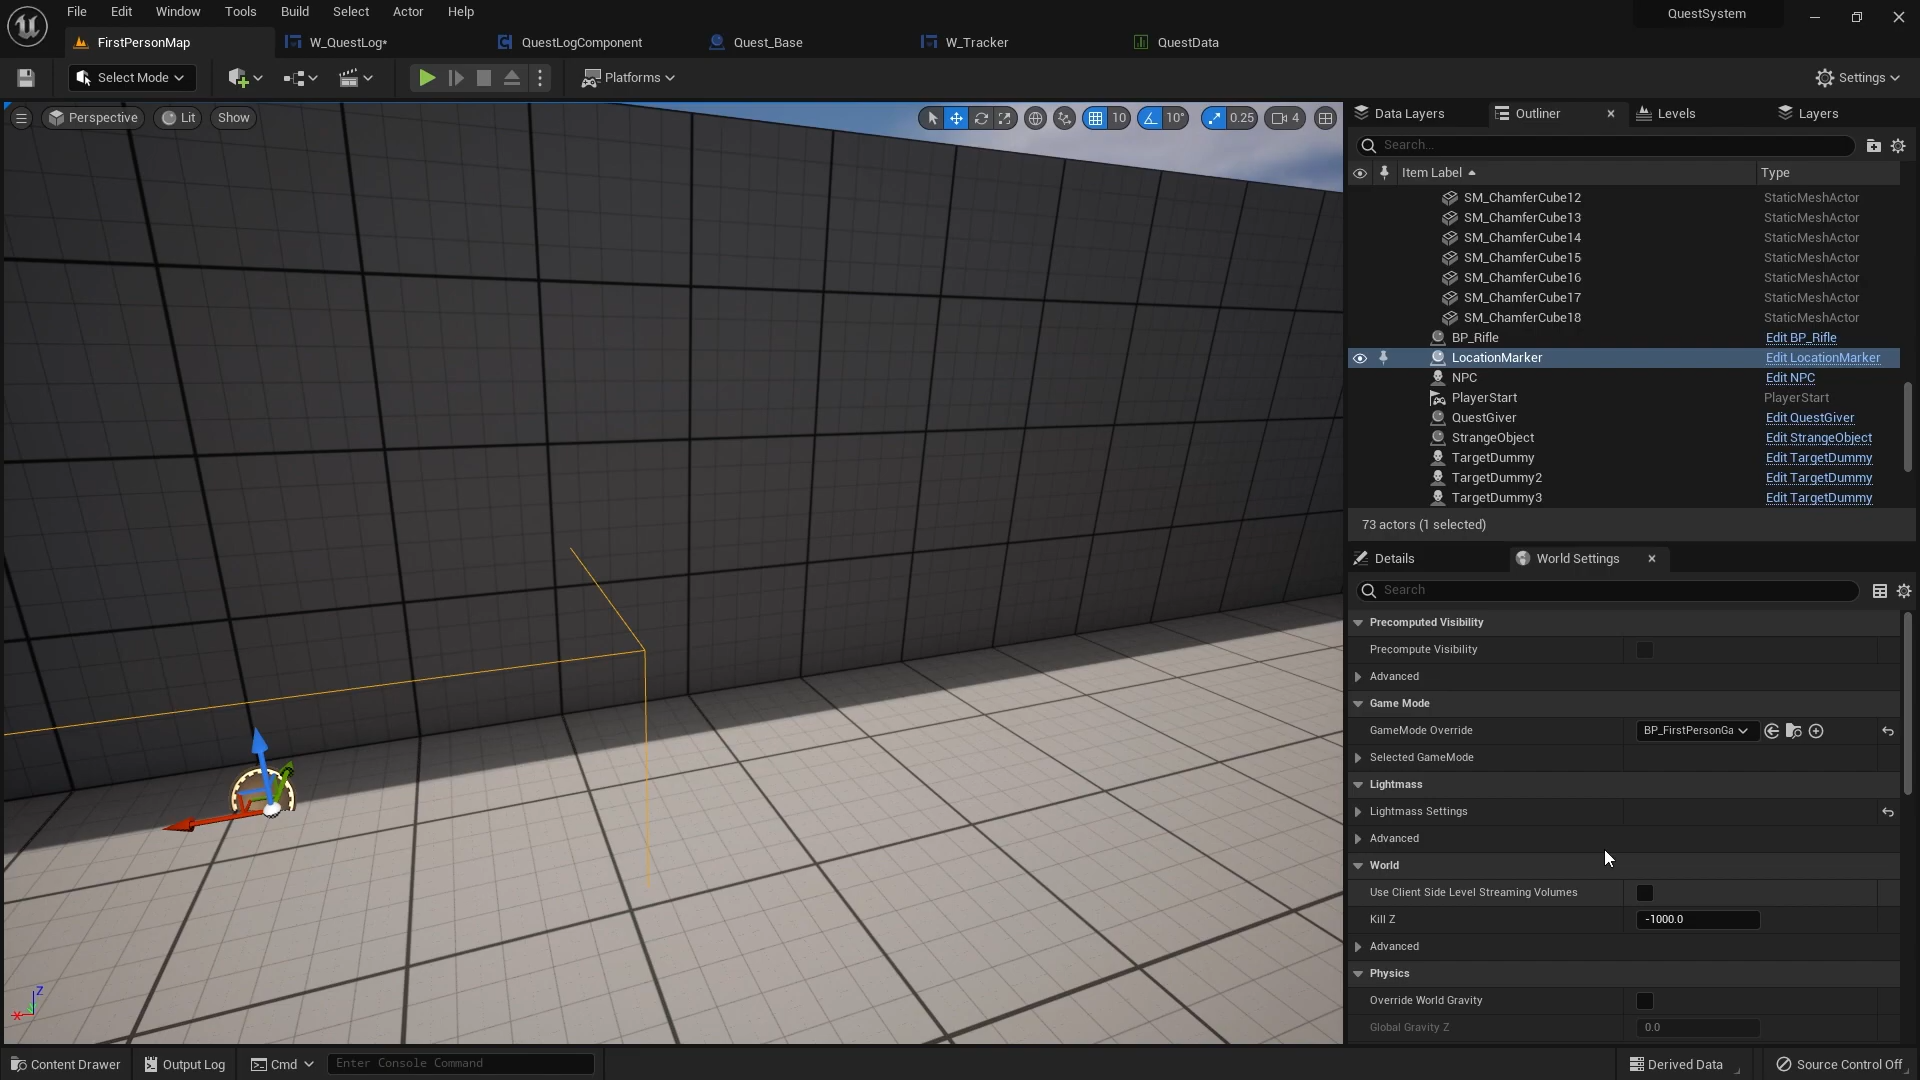 File Edit Window Tools Build Select Actor Help
QuestSystem
FirstPersonMap
W_QuestLog*
QuestLogComponent
Quest_Base
W_Tracker
QuestData
Select Mode
Platforms
Settings
Perspective
Lit
Show
10
10°
0.25
4
Data Layers
Outliner
Levels
Layers
Search...
Item Label
Type
SM_ChamferCube12 StaticMeshActor
SM_ChamferCube13 StaticMeshActor
SM_ChamferCube14 StaticMeshActor
SM_ChamferCube15 StaticMeshActor
SM_ChamferCube16 StaticMeshActor
SM_ChamferCube17 StaticMeshActor
SM_ChamferCube18 StaticMeshActor
BP_Rifle Edit BP_Rifle
LocationMarker Edit LocationMarker
NPC Edit NPC
PlayerStart PlayerStart
QuestGiver Edit QuestGiver
StrangeObject Edit StrangeObject
TargetDummy Edit TargetDummy
TargetDummy2 Edit TargetDummy
TargetDummy3 Edit TargetDummy
73 actors (1 selected)
Details
World Settings
Search
Precomputed Visibility
Precompute Visibility
Advanced
Game Mode
GameMode Override BP_FirstPersonGa
Selected GameMode
Lightmass
Lightmass Settings
Advanced
World
Use Client Side Level Streaming Volumes
Kill Z -1000.0
Advanced
Physics
Override World Gravity
Global Gravity Z 0.0
Z
X
Content Drawer
Output Log
Cmd
Enter Console Command
Derived Data
Source Control Off